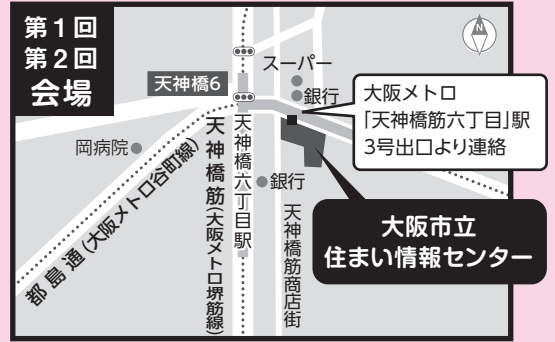 第1回
第2回
会場
N
スーパー
天神橋6
銀行
大阪メトロ
「天神橋筋六丁目」駅
3号出口より連絡
岡病院
都島通(大阪メトロ谷町線)
天神橋筋(大阪メトロ堺筋線)
天神橋六丁目駅
銀行
天神橋筋商店街
大阪市立
住まい情報センター